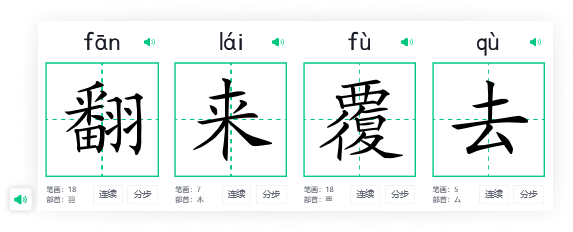 fān lái fù qù
翻来覆去
笔画：18 连续 分步 笔画：7 连续 分步 笔画：18 连续 分步 笔画：5 连续 分步
部首：羽 部首：木 部首：覀 部首：厶